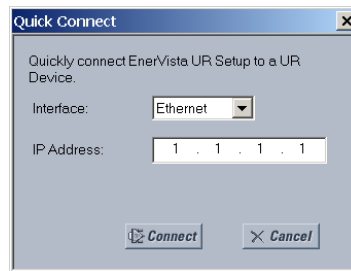 Quick Connect
Quickly connect EnerVista UR Setup to a UR
Device.
Interface: Ethernet
IP Address: 1 . 1 . 1 . 1
Connect Cancel